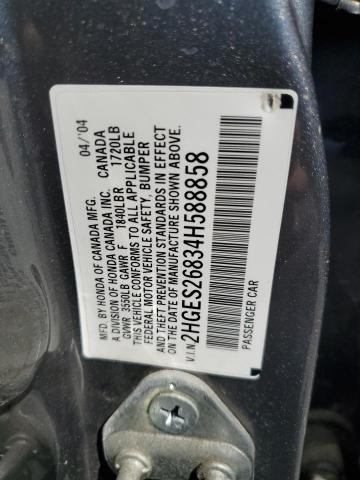 MFD. BY HONDA OF CANADA MFG. 04/'04
A DIVISION OF HONDA CANADA INC. CANADA
GVWR 3550LB GAWR F 1840LBR 1720LB
THIS VEHICLE CONFORMS TO ALL APPLICABLE
FEDERAL MOTOR VEHICLE SAFETY, BUMPER
AND THEFT PREVENTION STANDARDS IN EFFECT
ON THE DATE OF MANUFACTURE SHOWN ABOVE.
V.I.N. 2HGES26834H588858
PASSENGER CAR